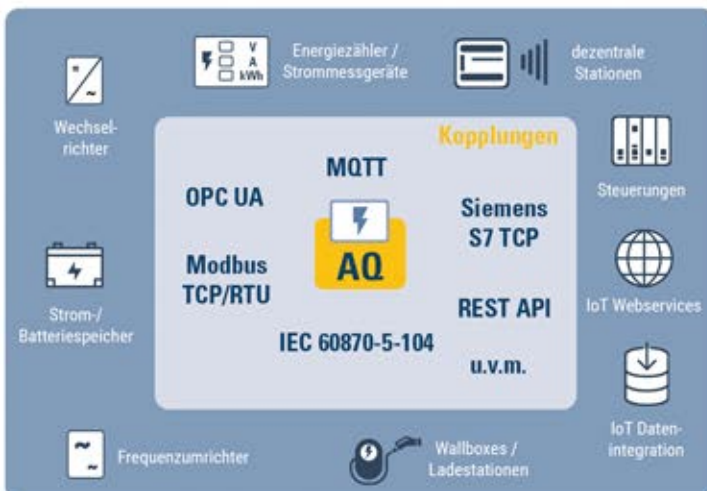 Energiezähler /
Strommessgeräte
V
A
kWh
dezentrale
Stationen
Wechsel-
richter
Kopplungen
MQTT
OPC UA
Siemens
S7 TCP
Steuerungen
AQ
Modbus
TCP/RTU
REST API
IoT Webservices
Strom-/
Batteriespeicher
IEC 60870-5-104
u.v.m.
IoT Daten-
integration
Frequenzumrichter
Wallboxes /
Ladestationen